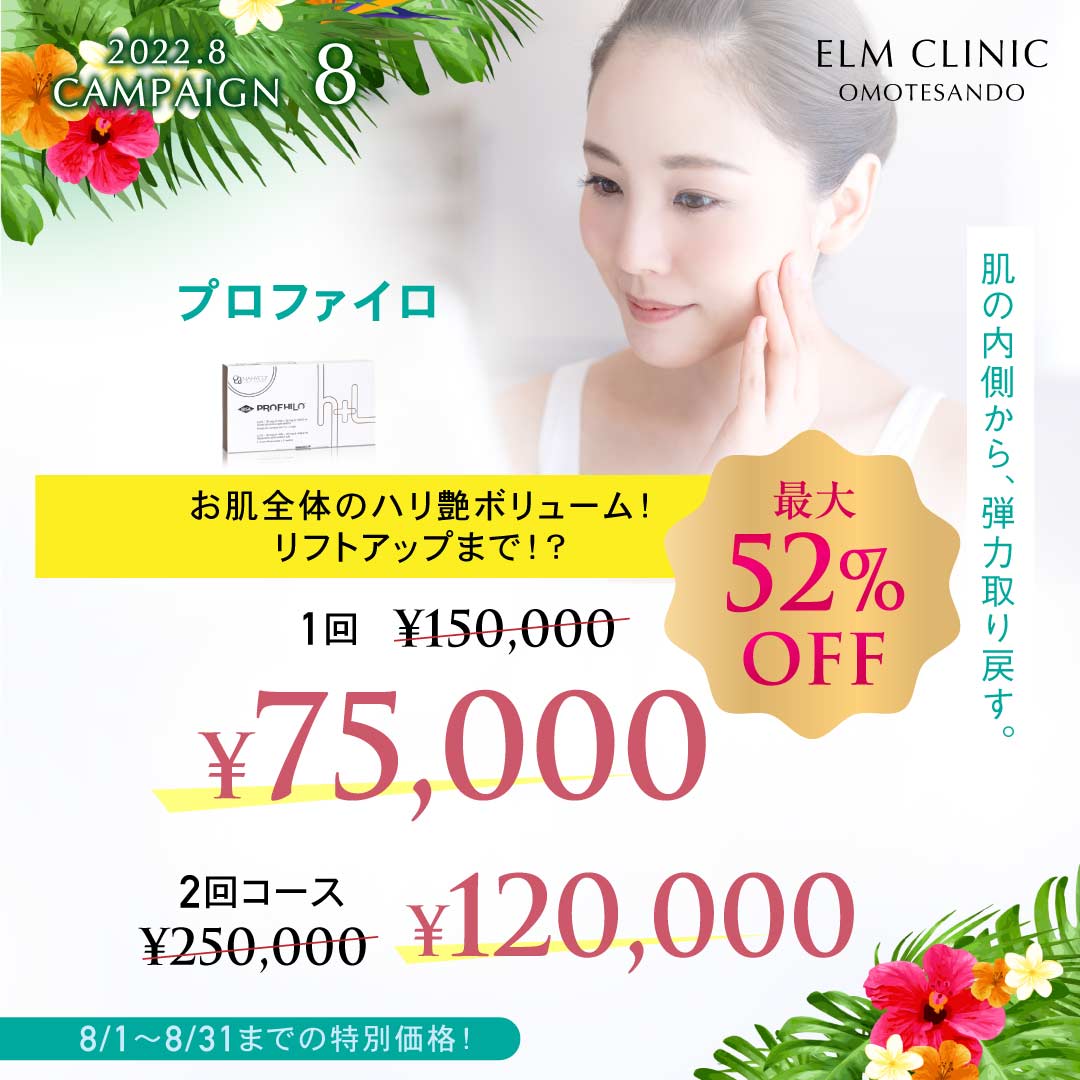 2022.8
CAMPAIGN 8
ELM CLINIC
OMOTESANDO
肌の内側から、弾力取り戻す。
プロファイロ
PROFHILO
h+L
お肌全体のハリ艶ボリューム!
リフトアップまで!?
最大
52%
OFF
1回 ¥150,000
¥75,000
2回コース
¥250,000
¥120,000
8/1～8/31までの特別価格!